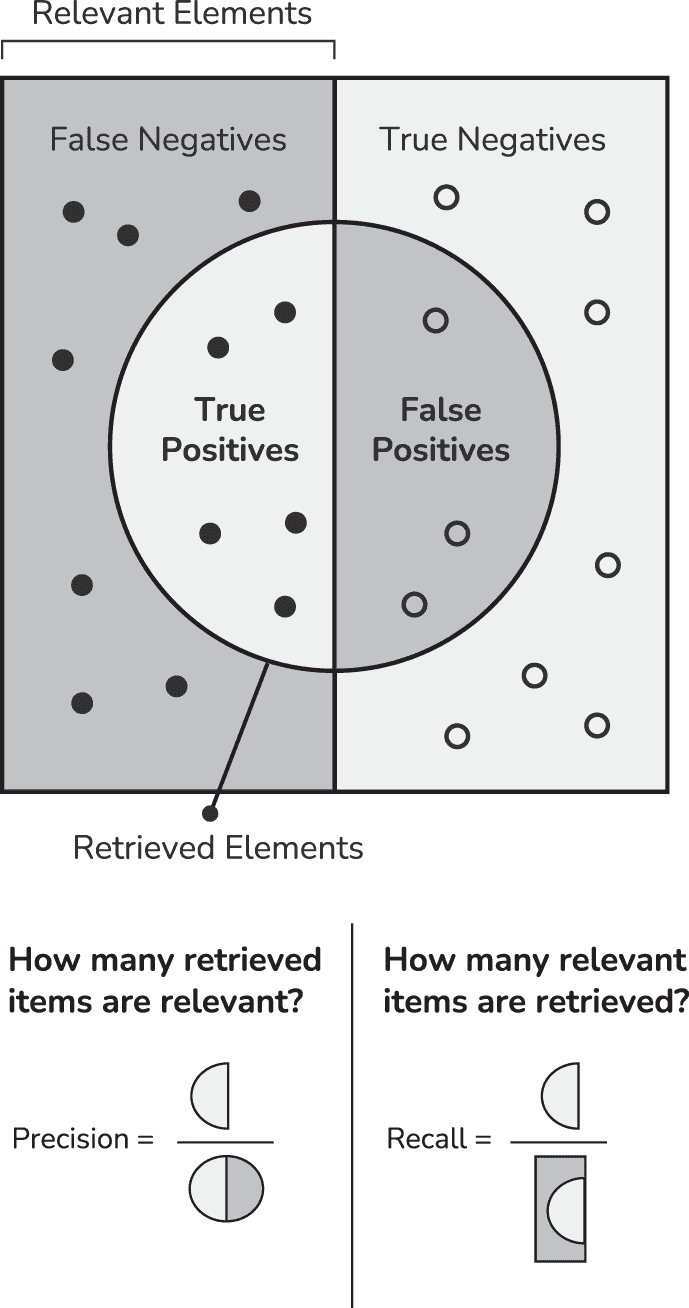 Relevant Elements
False Negatives
True Negatives
True
Positives
False
Positives
Retrieved Elements
How many retrieved
items are relevant?
Precision =
How many relevant
items are retrieved?
Recall =